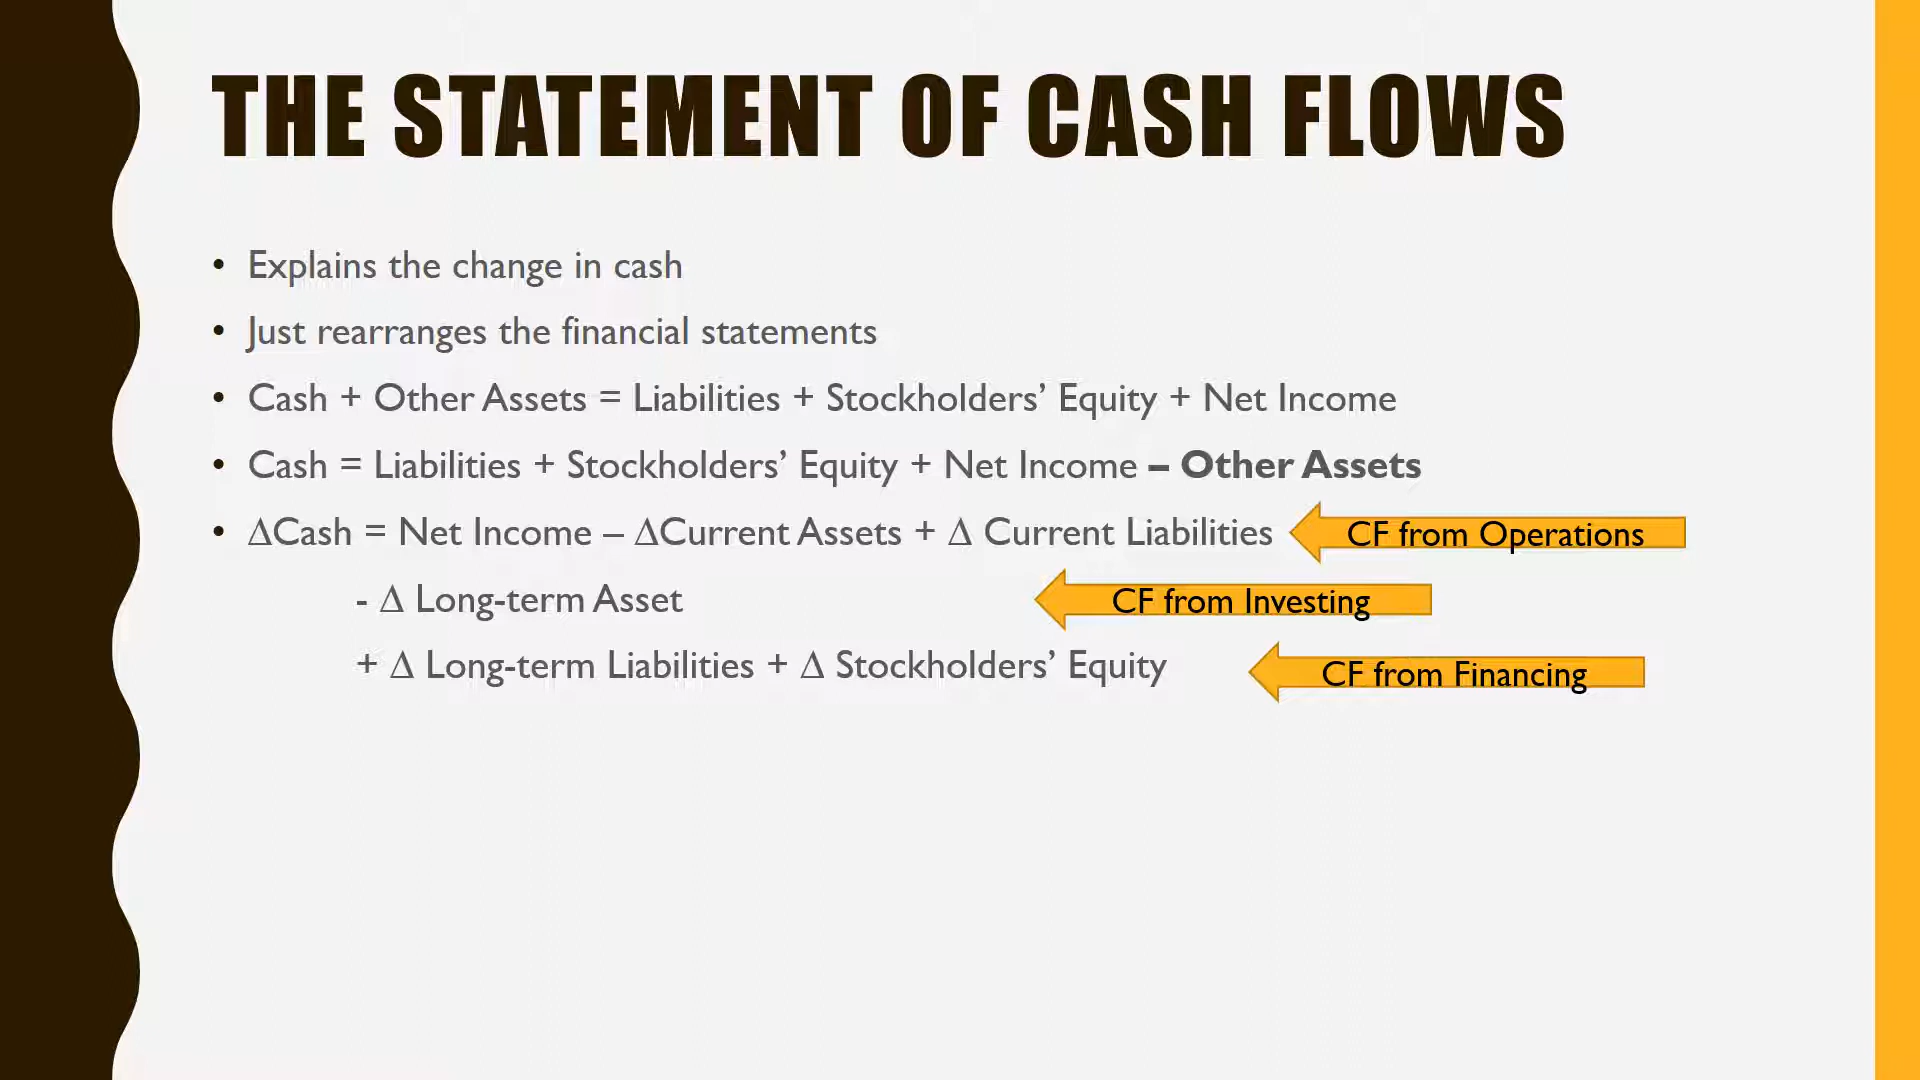 THE STATEMENT OF CASH FLOWS
• Explains the change in cash
• Just rearranges the financial statements
• Cash + Other Assets = Liabilities + Stockholders’ Equity + Net Income
• Cash = Liabilities + Stockholders’ Equity + Net Income – Other Assets
• ΔCash = Net Income – ΔCurrent Assets + Δ Current Liabilities CF from Operations
- Δ Long-term Asset CF from Investing
+ Δ Long-term Liabilities + Δ Stockholders’ Equity CF from Financing